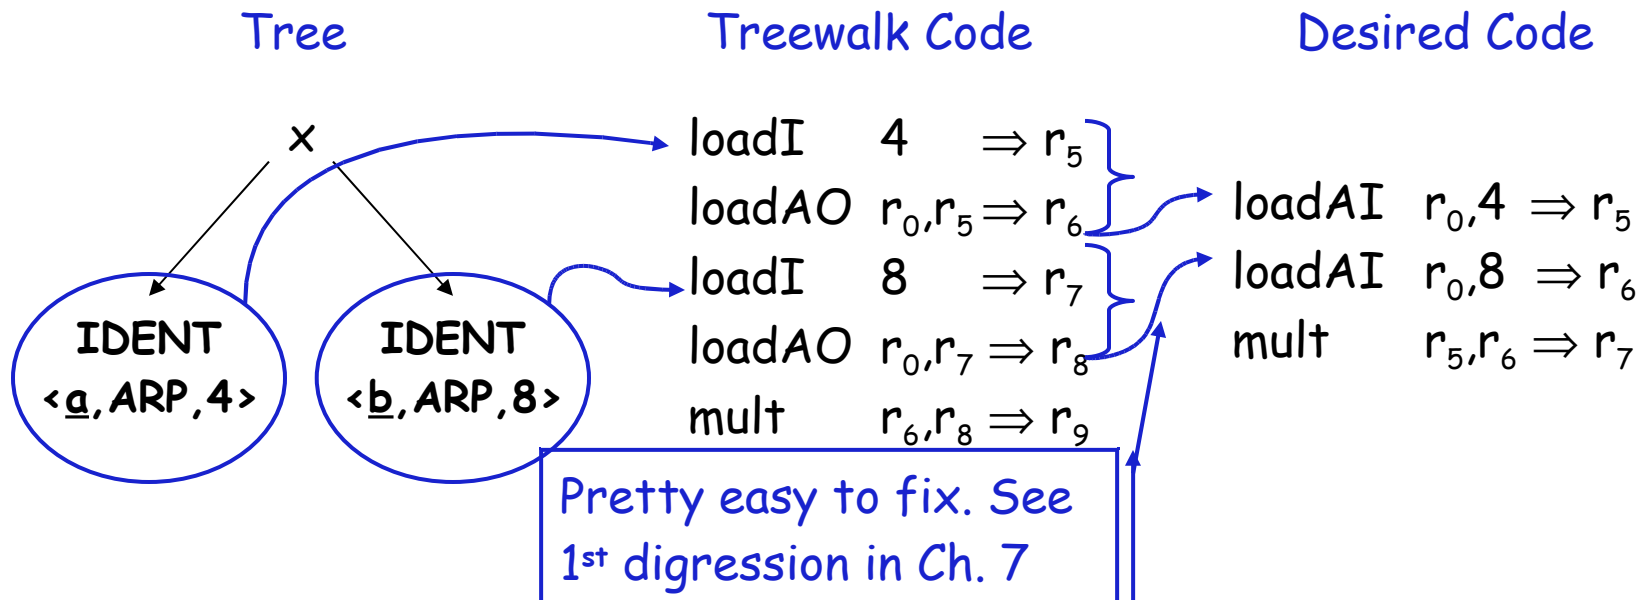 Tree
Treewalk Code
Desired Code
x
IDENT
<a,ARP,4>
IDENT
<b,ARP,8>
loadI 4 ⇒ r₅
loadAO r₀,r₅ ⇒ r₆
loadI 8 ⇒ r₇
loadAO r₀,r₇ ⇒ r₈
mult r₆,r₈ ⇒ r₉
loadAI r₀,4 ⇒ r₅
loadAI r₀,8 ⇒ r₆
mult r₅,r₆ ⇒ r₇
Pretty easy to fix. See
1ˢᵗ digression in Ch. 7